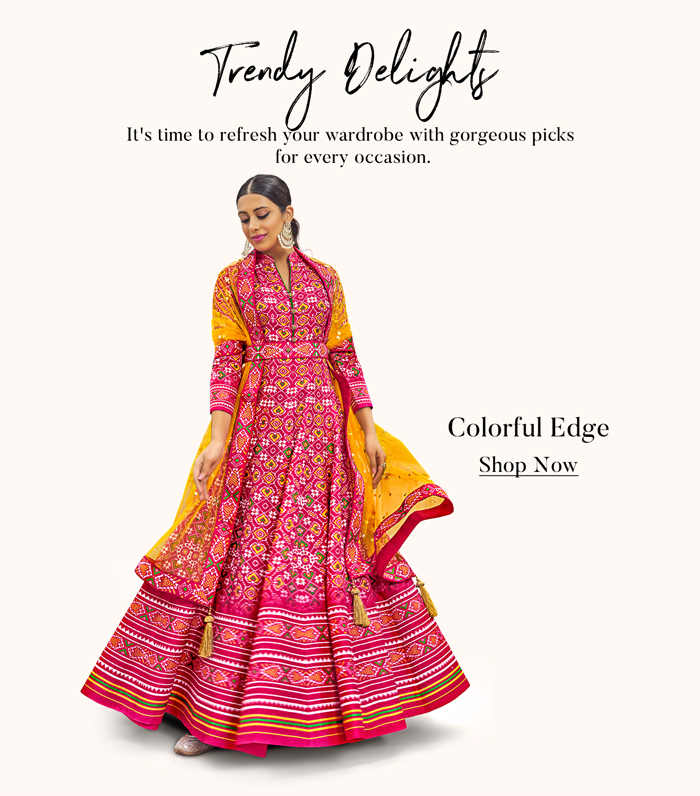 Trendy Delights
It's time to refresh your wardrobe with gorgeous picks
for every occasion.
Colorful Edge
Shop Now